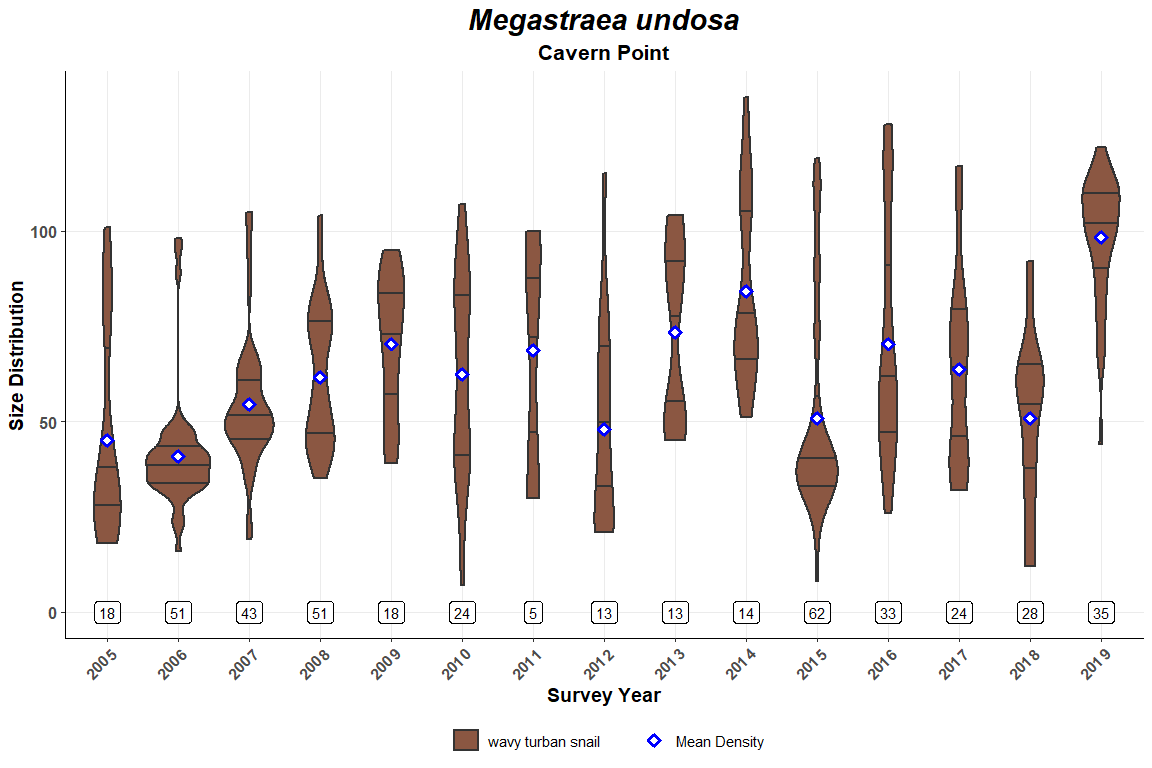 Megastraea undosa
Cavern Point
Size Distribution
100
50
0
18 51 43 51 18 24 5 13 13 14 62 33 24 28 35
2005 2006 2007 2008 2009 2010 2011 2012 2013 2014 2015 2016 2017 2018 2019
Survey Year
wavy turban snail Mean Density